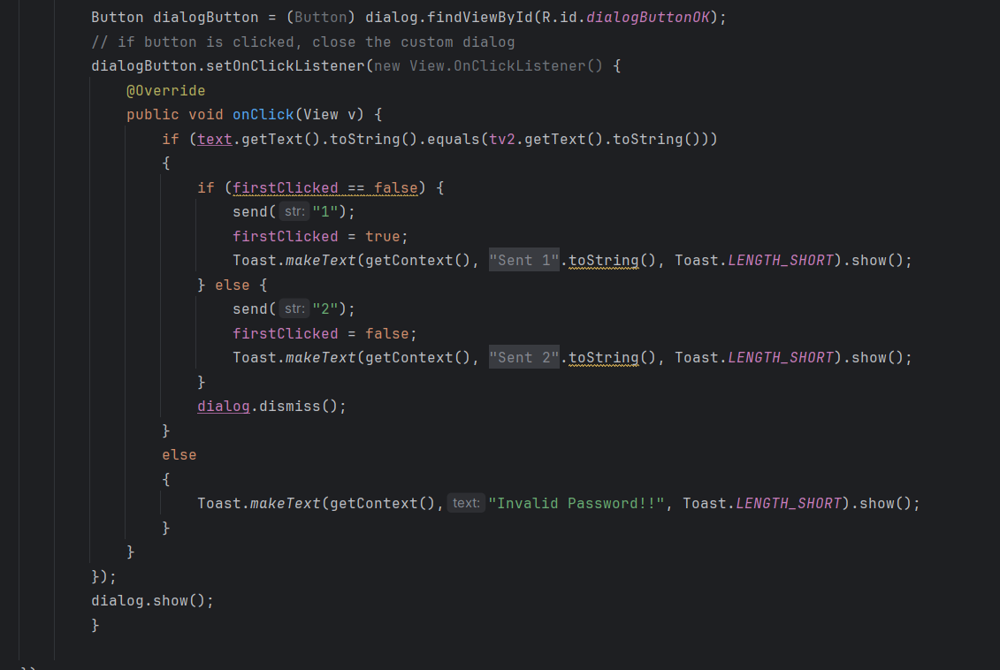 Button dialogButton = (Button) dialog.findViewById(R.id.dialogButtonOK);
// if button is clicked, close the custom dialog
dialogButton.setOnClickListener(new View.OnClickListener() {
@Override
public void onClick(View v) {
if (text.getText().toString().equals(tv2.getText().toString()))
{
if (firstClicked == false) {
send( str: "1");
firstClicked = true;
Toast.makeText(getContext(), "Sent 1".toString(), Toast.LENGTH_SHORT).show();
} else {
send( str: "2");
firstClicked = false;
Toast.makeText(getContext(), "Sent 2".toString(), Toast.LENGTH_SHORT).show();
}
dialog.dismiss();
}
else
{
Toast.makeText(getContext(), text: "Invalid Password!!", Toast.LENGTH_SHORT).show();
}
}
});
dialog.show();
}